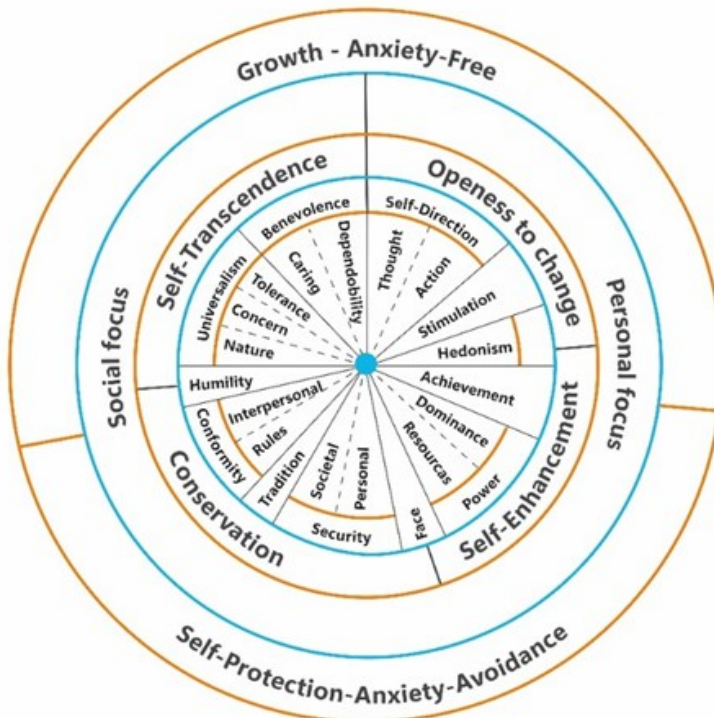 Growth - Anxiety-Free
Social focus
Personal focus
Self-Protection-Anxiety-Avoidance
Self-Transcendence
Openess to change
Self-Enhancement
Conservation
Benevolence
Caring
Dependobility
Self-Direction
Thought
Action
Stimulation
Hedonism
Achievement
Dominance
Resourcas
Power
Face
Security
Personal
Societal
Tradition
Conformity
Rules
Interpersonal
Humility
Universalism
Nature
Concern
Tolerance